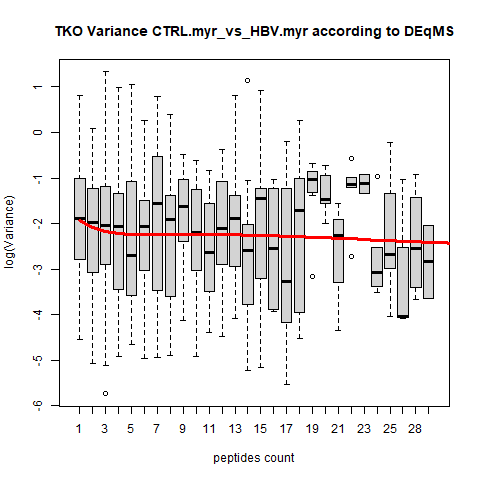 TKO Variance CTRL.myr_vs_HBV.myr according to DEqMS
log(Variance)
1
0
-1
-2
-3
-4
-5
-6
1 3 5 7 9 11 13 15 17 19 21 23 25 28
peptides count